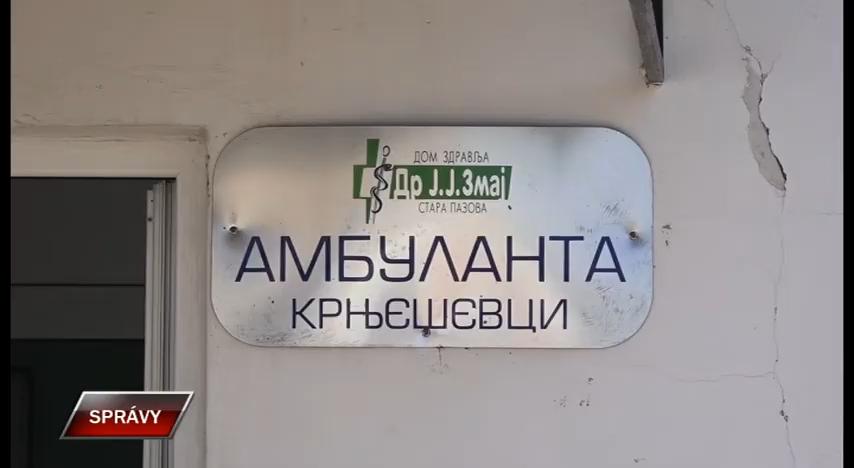 ДОМ ЗДРАВЉА
Др Ј.Ј.Змај
СТАРА ПАЗОВА
АМБУЛАНТА
КРЊЕШЕВЦИ
SPRÁVY